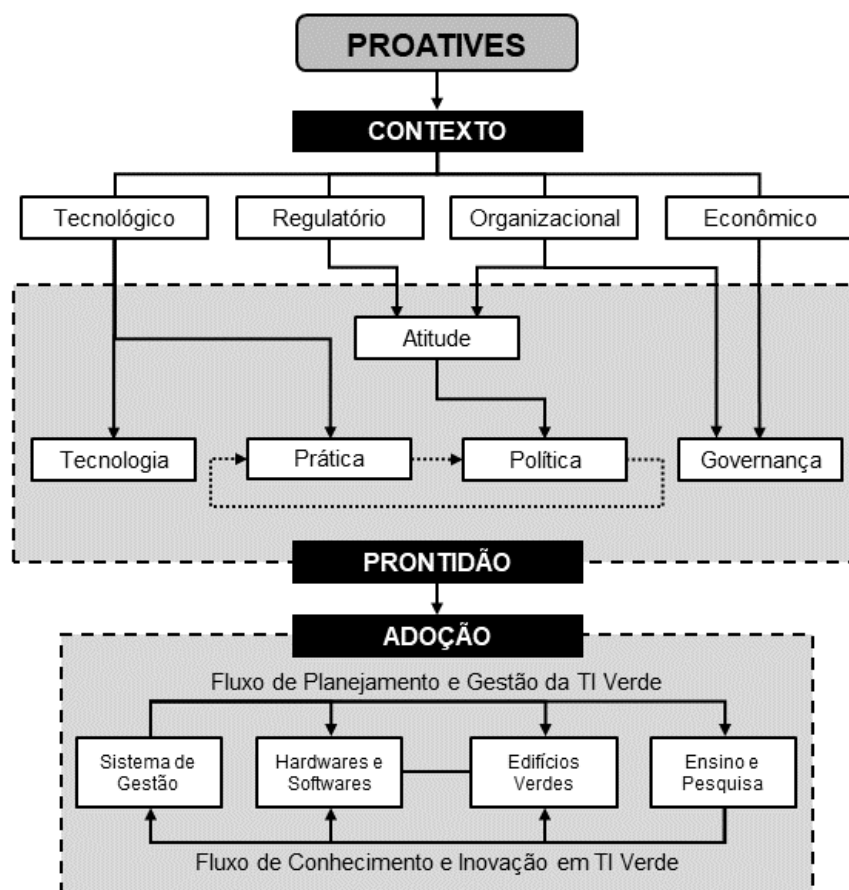 PROATIVES
CONTEXTO
Tecnológico
Regulatório
Organizacional
Econômico
Atitude
Tecnologia
Prática
Política
Governança
PRONTIDÃO
ADOÇÃO
Fluxo de Planejamento e Gestão da TI Verde
Sistema de
Gestão
Hardwares e
Softwares
Edifícios
Verdes
Ensino e
Pesquisa
Fluxo de Conhecimento e Inovação em TI Verde